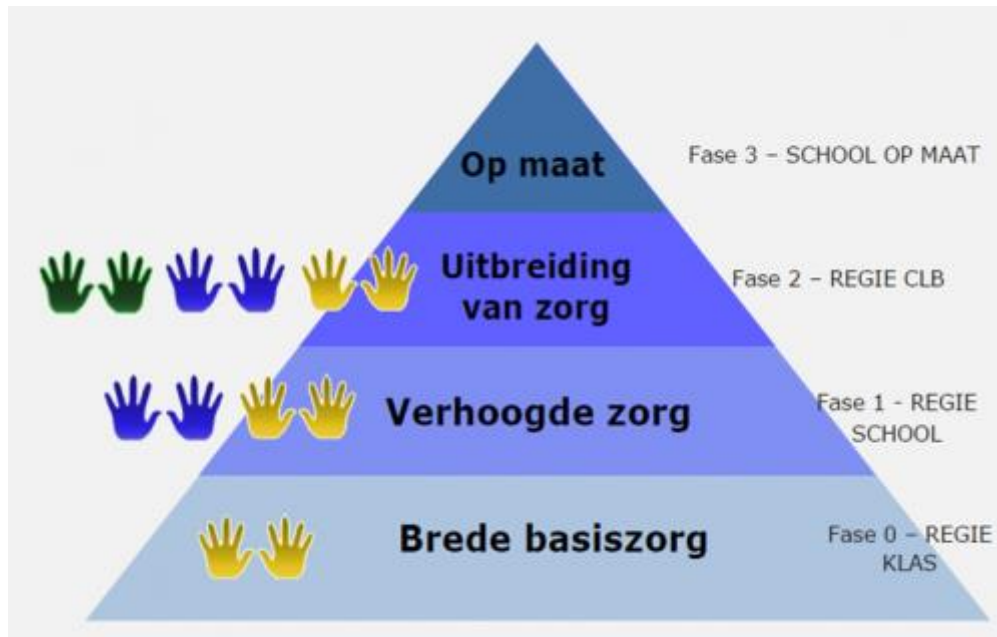 Op maat
Fase 3 – SCHOOL OP MAAT
Uitbreiding
van zorg
Fase 2 – REGIE CLB
Verhoogde zorg
Fase 1 - REGIE
SCHOOL
Brede basiszorg
Fase 0 – REGIE
KLAS